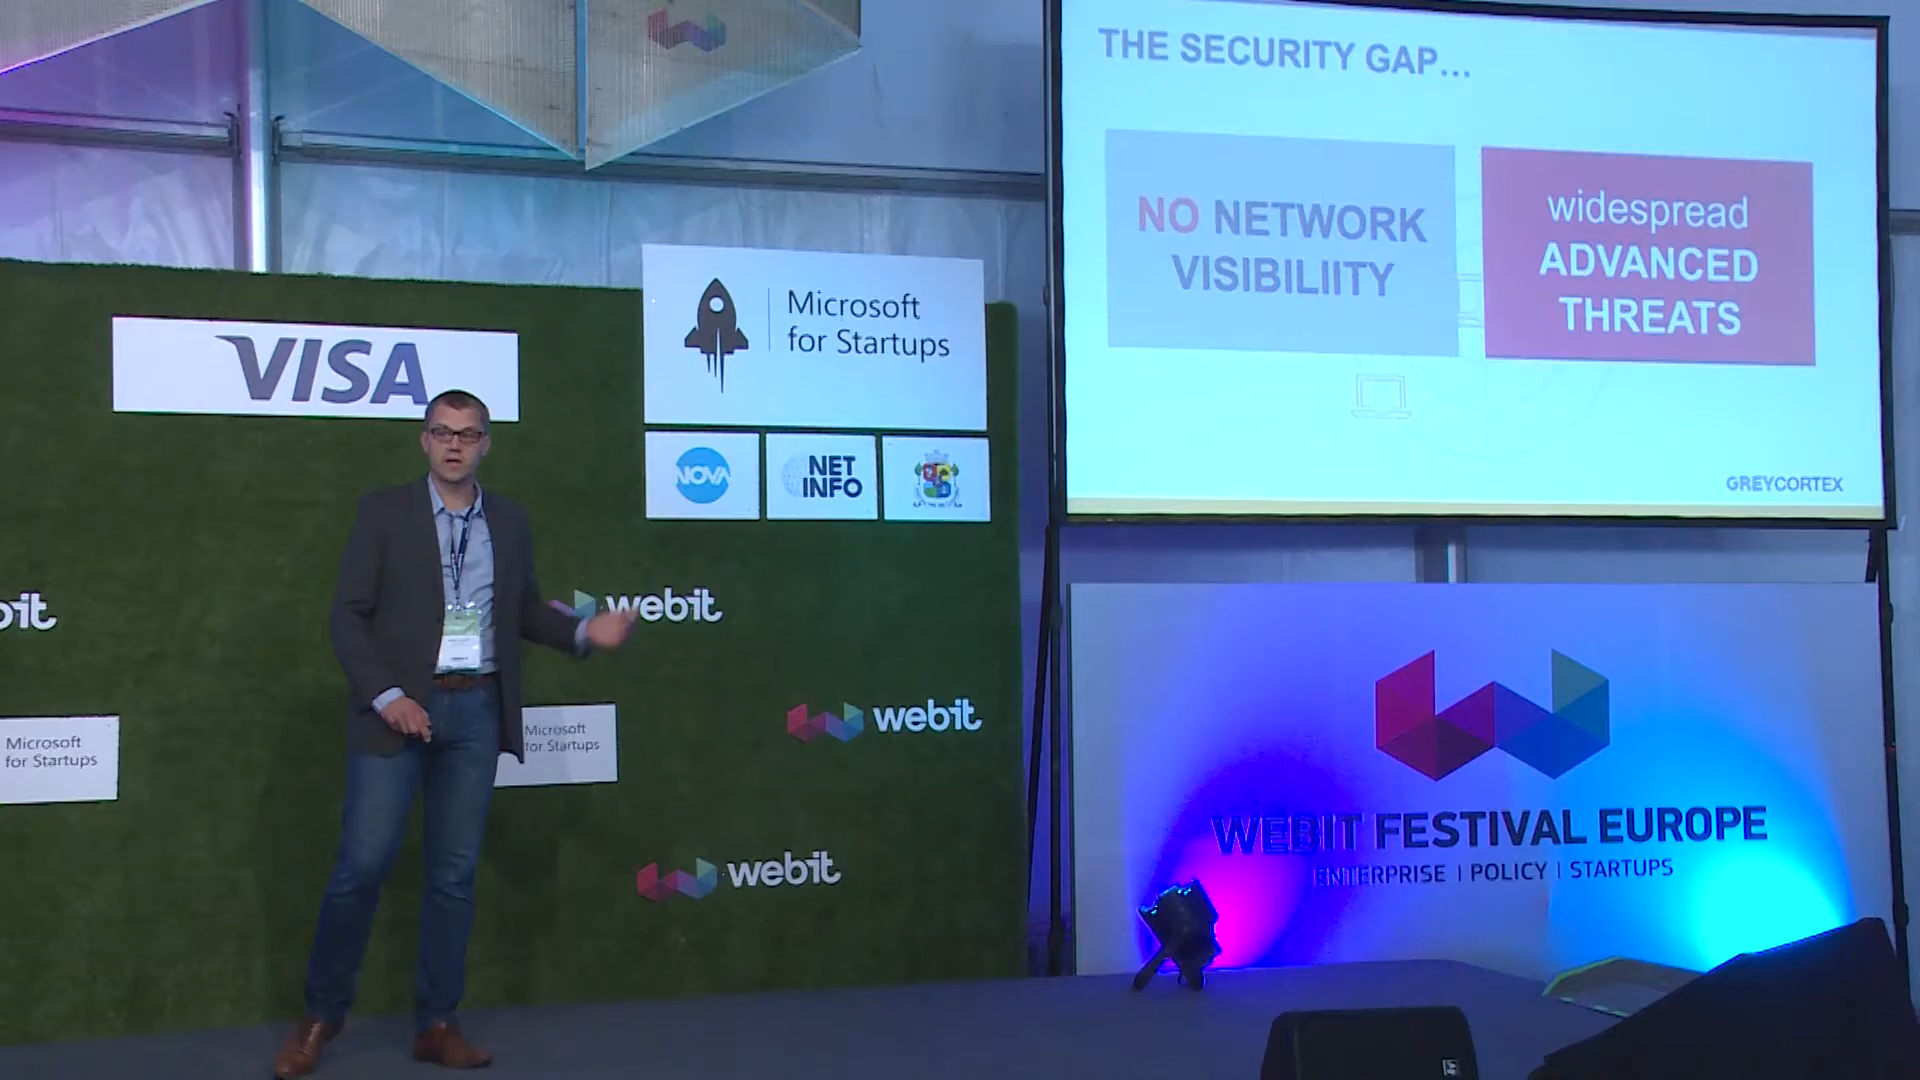 THE SECURITY GAP...
NO NETWORK
VISIBILIITY
widespread
ADVANCED
THREATS
GREYCORTEX
VISA
Microsoft
for Startups
NOVA
NET
INFO
bit
webit
webit
webit
Microsoft
for Startups
Microsoft
for Startups
WEBIT FESTIVAL EUROPE
ENTERPRISE | POLICY | STARTUPS